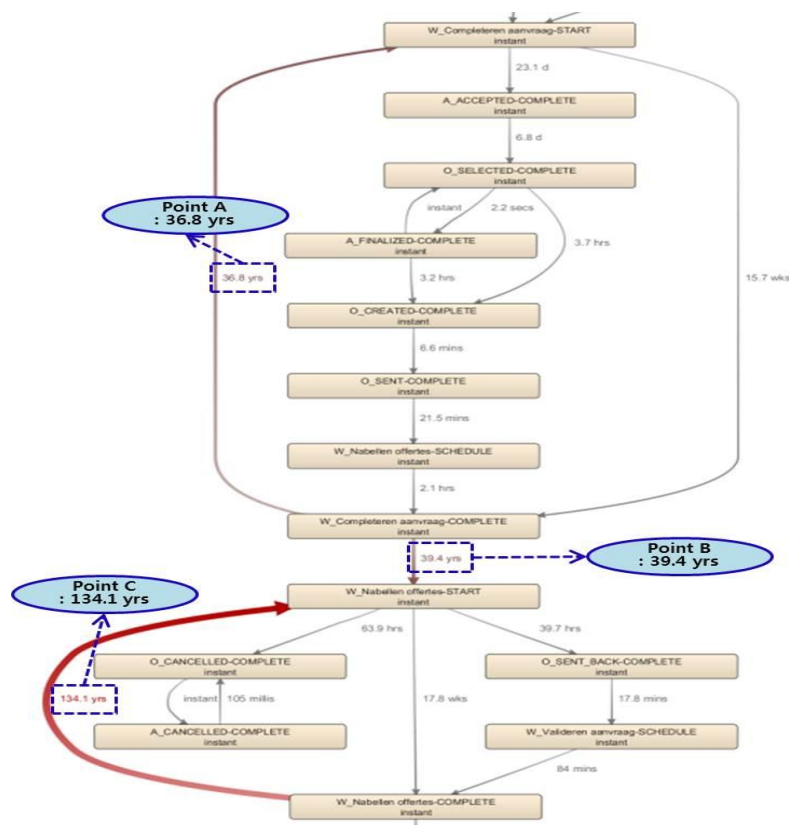 W_Completeren aanvraag-START
instant
23.1 d
A_ACCEPTED-COMPLETE
instant
6.8 d
O_SELECTED-COMPLETE
instant
Point A
: 36.8 yrs
instant
2.2 secs
A_FINALIZED-COMPLETE
instant
3.7 hrs
36.8 yrs
3.2 hrs
15.7 wks
O_CREATED-COMPLETE
instant
6.6 mins
O_SENT-COMPLETE
instant
21.5 mins
W_Nabellen offertes-SCHEDULE
instant
2.1 hrs
W_Completeren aanvraag-COMPLETE
instant
39.4 yrs
Point B
: 39.4 yrs
Point C
: 134.1 yrs
W_Nabellen offertes-START
instant
63.9 hrs
39.7 hrs
O_CANCELLED-COMPLETE
instant
O_SENT_BACK-COMPLETE
instant
134.1 yrs
instant
105 millis
17.8 wks
17.8 mins
A_CANCELLED-COMPLETE
instant
W_Valideren aanvraag-SCHEDULE
instant
84 mins
W_Nabellen offertes-COMPLETE
instant